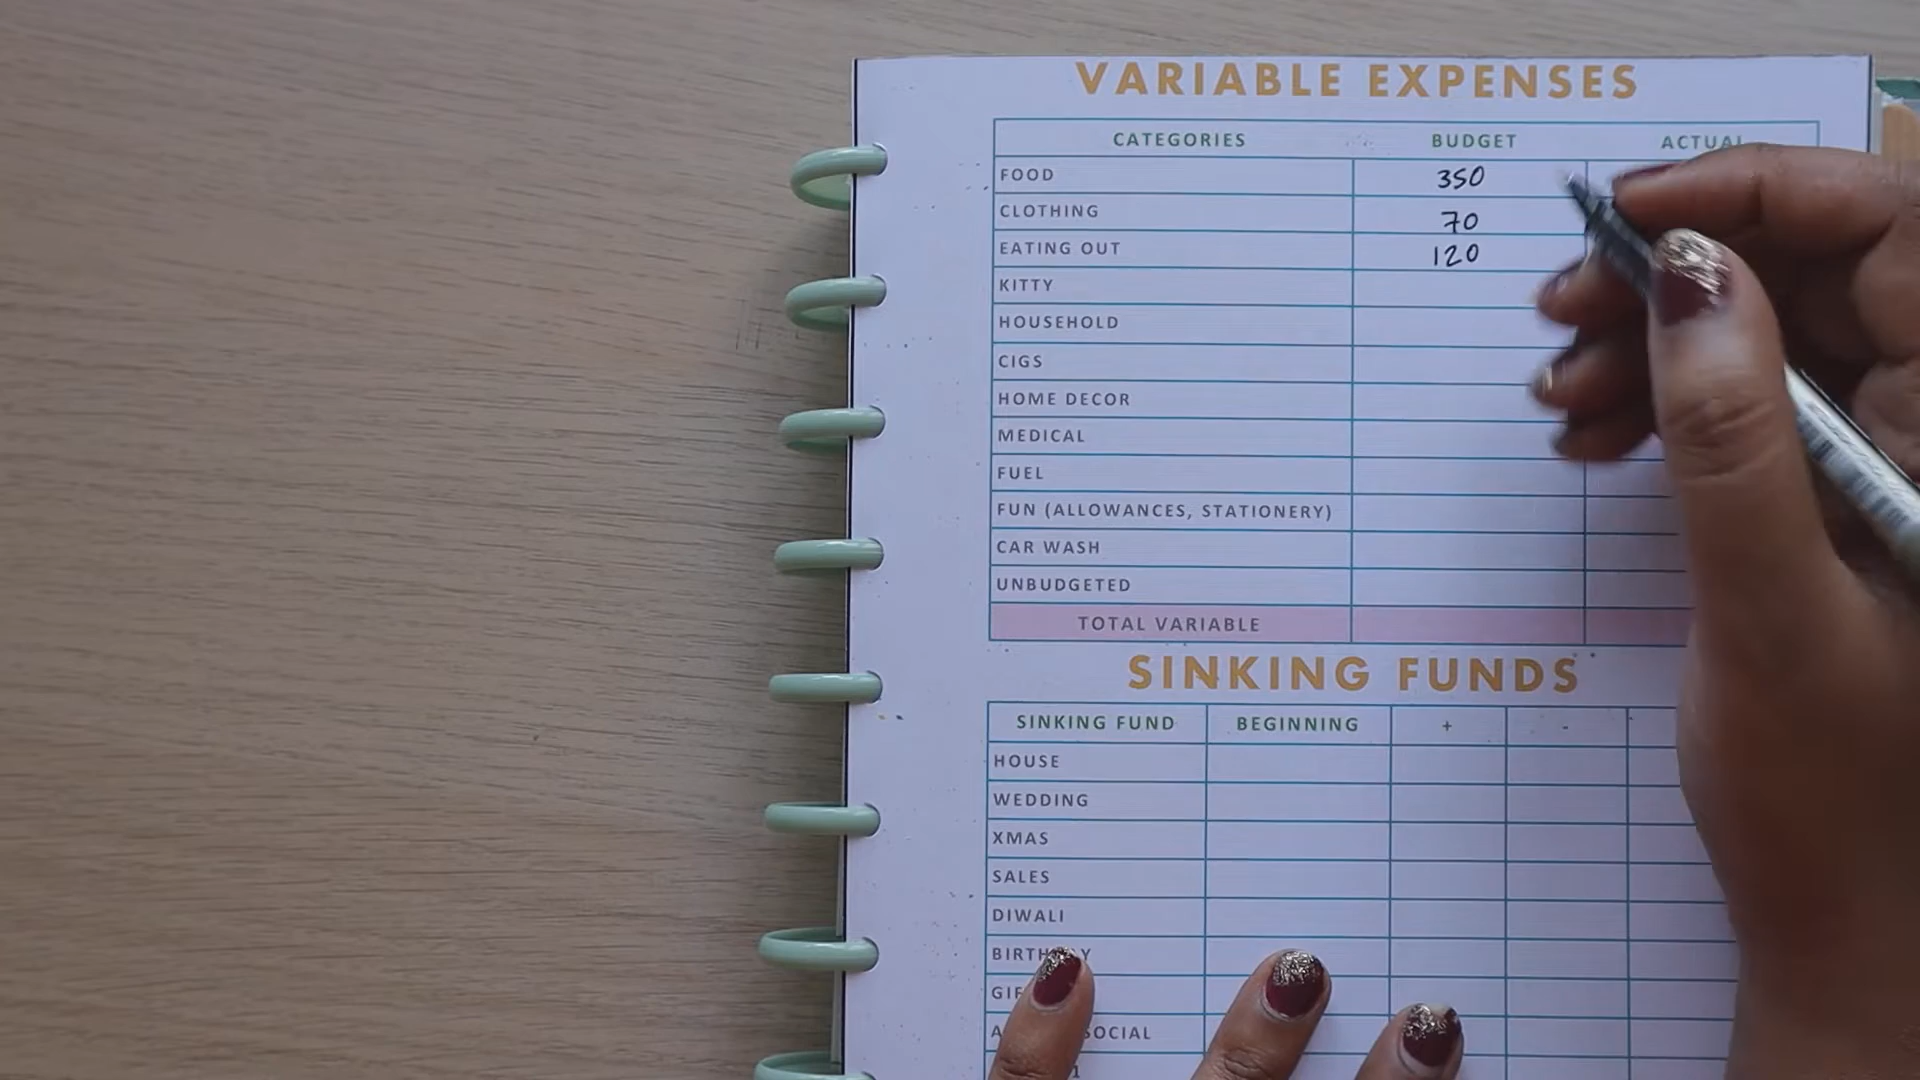 VARIABLE EXPENSES
CATEGORIES BUDGET ACTUAL
FOOD 350
CLOTHING 70
EATING OUT 120
KITTY
HOUSEHOLD
CIGS
HOME DECOR
MEDICAL
FUEL
FUN (ALLOWANCES, STATIONERY)
CAR WASH
UNBUDGETED
TOTAL VARIABLE
SINKING FUNDS
SINKING FUND BEGINNING + -
HOUSE
WEDDING
XMAS
SALES
DIWALI
BIRTHDAY
SOCIAL